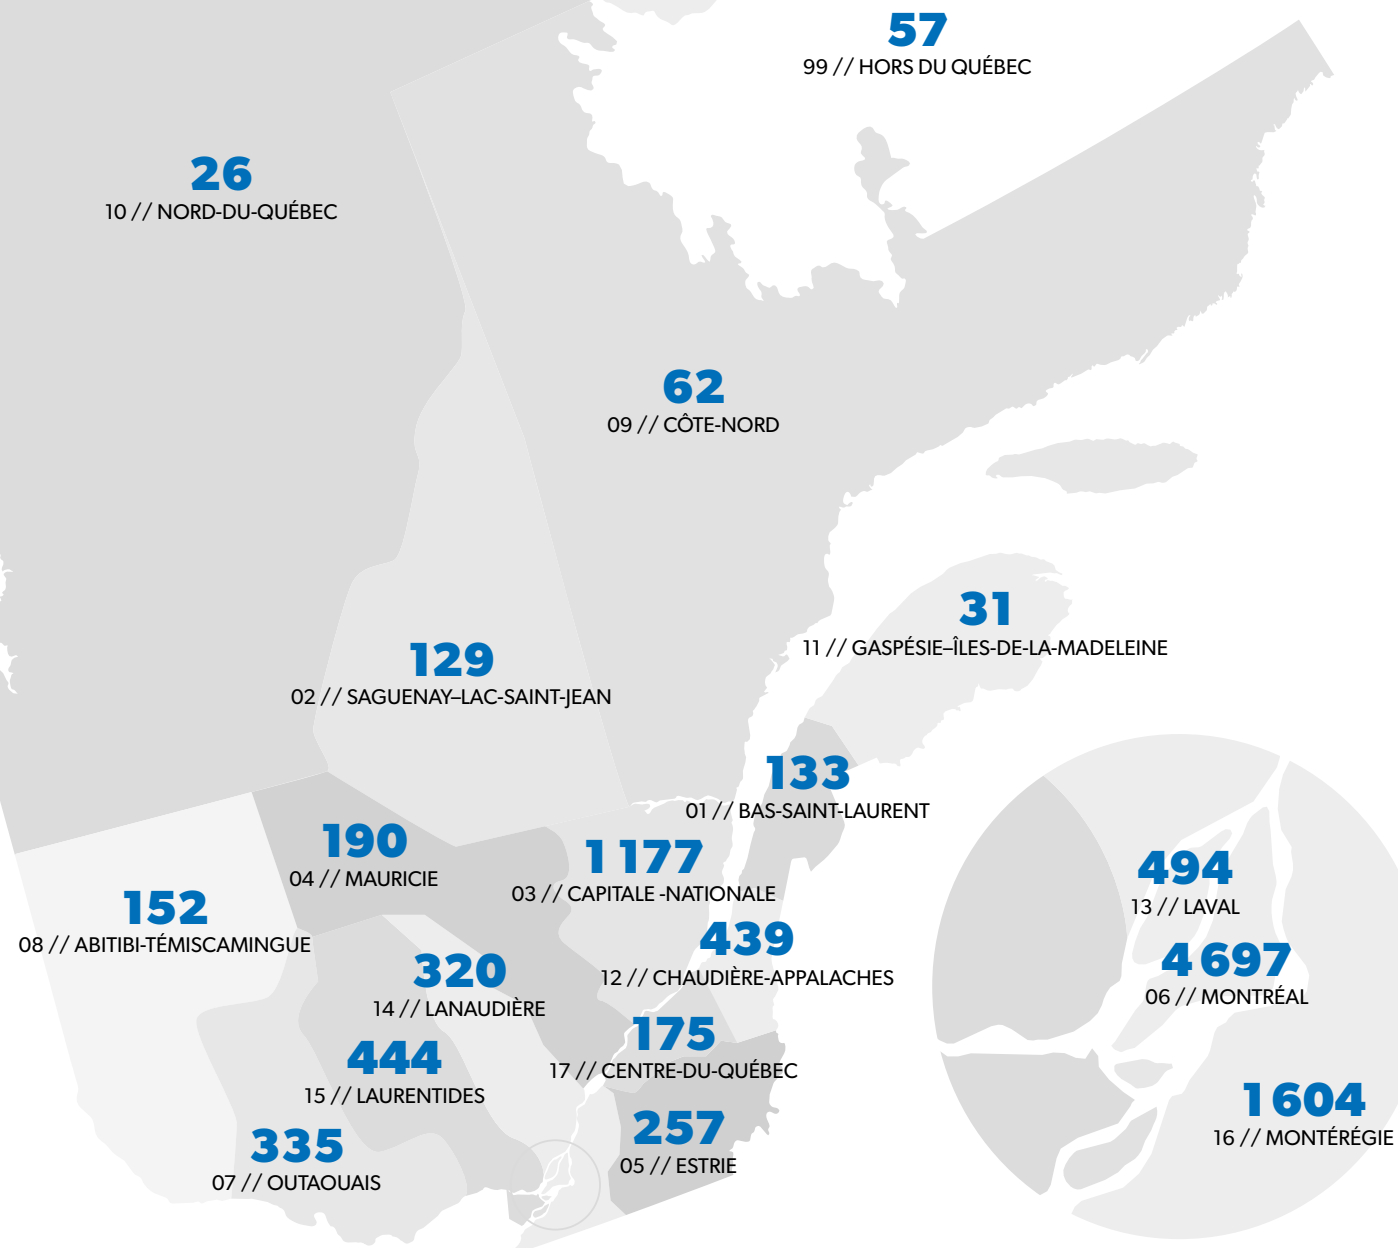 57
99 // HORS DU QUÉBEC
26
10 // NORD-DU-QUÉBEC
62
09 // CÔTE-NORD
31
11 // GASPÉSIE–ÎLES-DE-LA-MADELEINE
129
02 // SAGUENAY–LAC-SAINT-JEAN
133
01 // BAS-SAINT-LAURENT
190
04 // MAURICIE
1 177
03 // CAPITALE -NATIONALE
152
08 // ABITIBI-TÉMISCAMINGUE
439
12 // CHAUDIÈRE-APPALACHES
320
14 // LANAUDIÈRE
175
17 // CENTRE-DU-QUÉBEC
444
15 // LAURENTIDES
257
05 // ESTRIE
335
07 // OUTAOUAIS
494
13 // LAVAL
4 697
06 // MONTRÉAL
1 604
16 // MONTÉRÉGIE